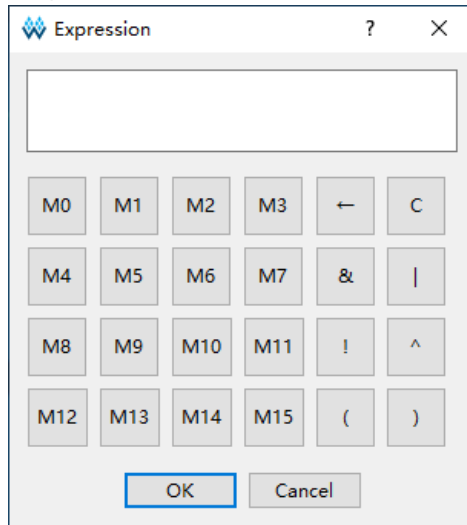 Expression ? ×
M0 M1 M2 M3 ← C
M4 M5 M6 M7 & |
M8 M9 M10 M11 ! ^
M12 M13 M14 M15 ( )
OK Cancel